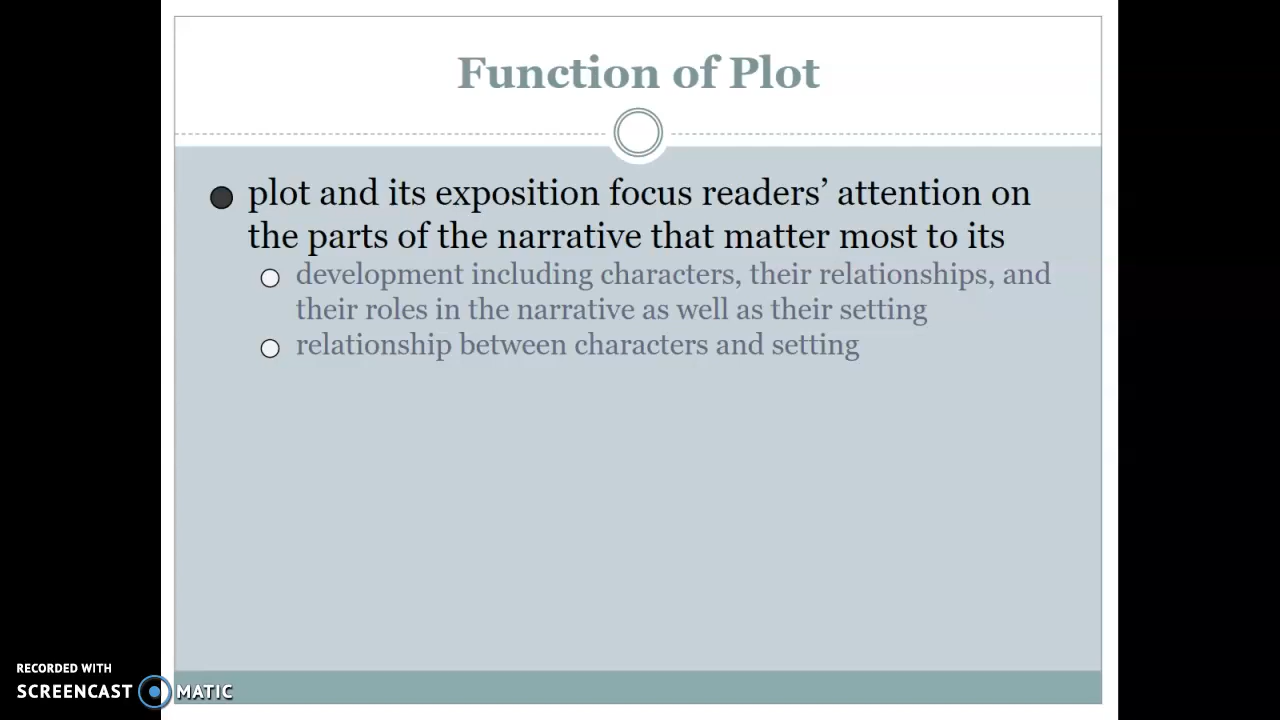 Function of Plot
plot and its exposition focus readers’ attention on
the parts of the narrative that matter most to its
development including characters, their relationships, and
their roles in the narrative as well as their setting
relationship between characters and setting
RECORDED WITH
SCREENCAST MATIC